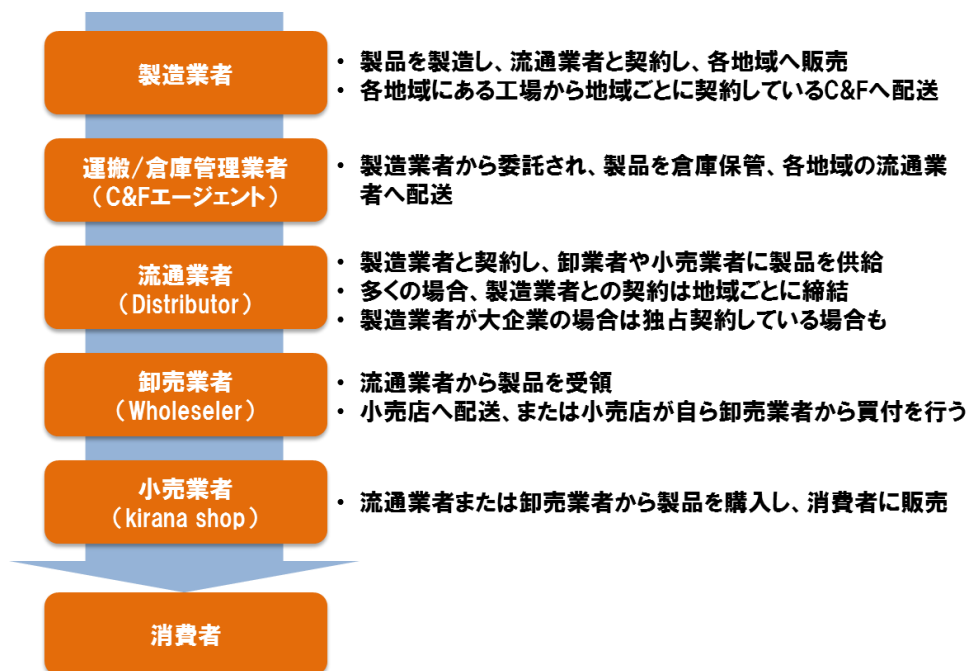 製造業者
・ 製品を製造し、流通業者と契約し、各地域へ販売
・ 各地域にある工場から地域ごとに契約しているC&Fへ配送
運搬/倉庫管理業者
（C&Fエージェント）
・ 製造業者から委託され、製品を倉庫保管、各地域の流通業
者へ配送
流通業者
（Distributor）
・ 製造業者と契約し、卸業者や小売業者に製品を供給
・ 多くの場合、製造業者との契約は地域ごとに締結
・ 製造業者が大企業の場合は独占契約している場合も
卸売業者
（Wholeseler）
・ 流通業者から製品を受領
・ 小売店へ配送、または小売店が自ら卸売業者から買付を行う
小売業者
（kirana shop）
・ 流通業者または卸売業者から製品を購入し、消費者に販売
消費者